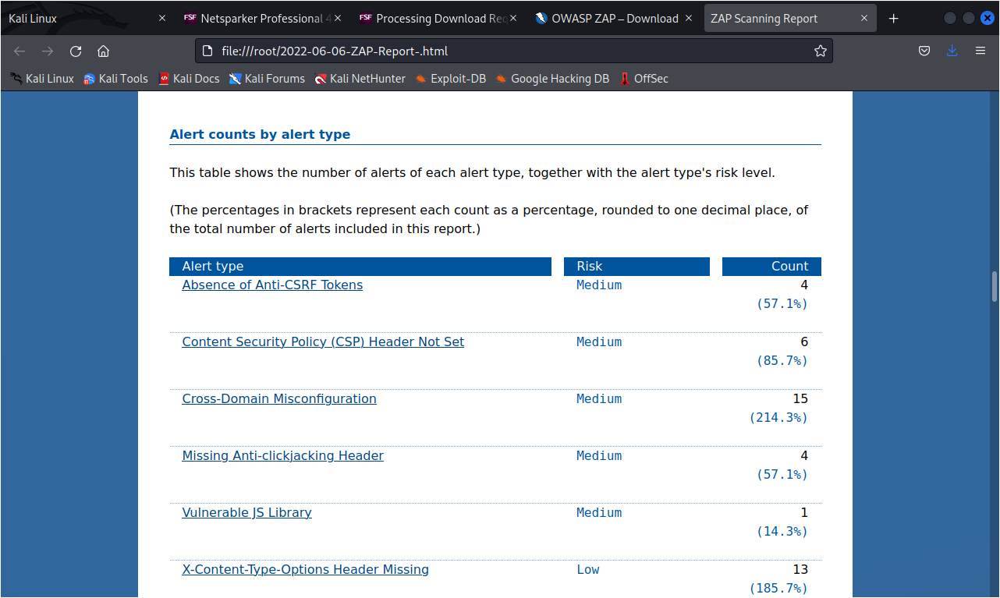 Kali Linux
Netsparker Professional 4
Processing Download Req
OWASP ZAP – Download
ZAP Scanning Report
file:///root/2022-06-06-ZAP-Report-.html
Kali Linux Kali Tools Kali Docs Kali Forums Kali NetHunter Exploit-DB Google Hacking DB OffSec
Alert counts by alert type
This table shows the number of alerts of each alert type, together with the alert type's risk level.
(The percentages in brackets represent each count as a percentage, rounded to one decimal place, of
the total number of alerts included in this report.)
Alert type Risk Count
Absence of Anti-CSRF Tokens Medium 4
(57.1%)
Content Security Policy (CSP) Header Not Set Medium 6
(85.7%)
Cross-Domain Misconfiguration Medium 15
(214.3%)
Missing Anti-clickjacking Header Medium 4
(57.1%)
Vulnerable JS Library Medium 1
(14.3%)
X-Content-Type-Options Header Missing Low 13
(185.7%)